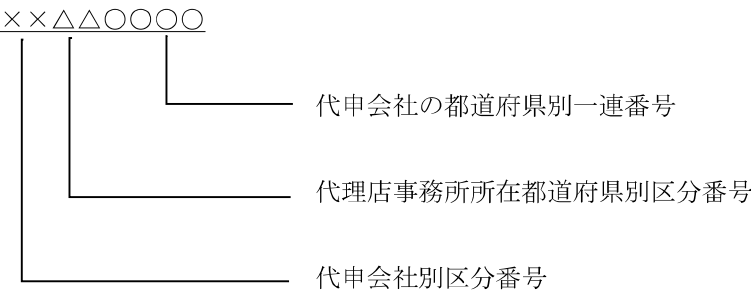 ××△△○○○○
代申会社の都道府県別一連番号
代理店事務所所在都道府県別区分番号
代申会社別区分番号